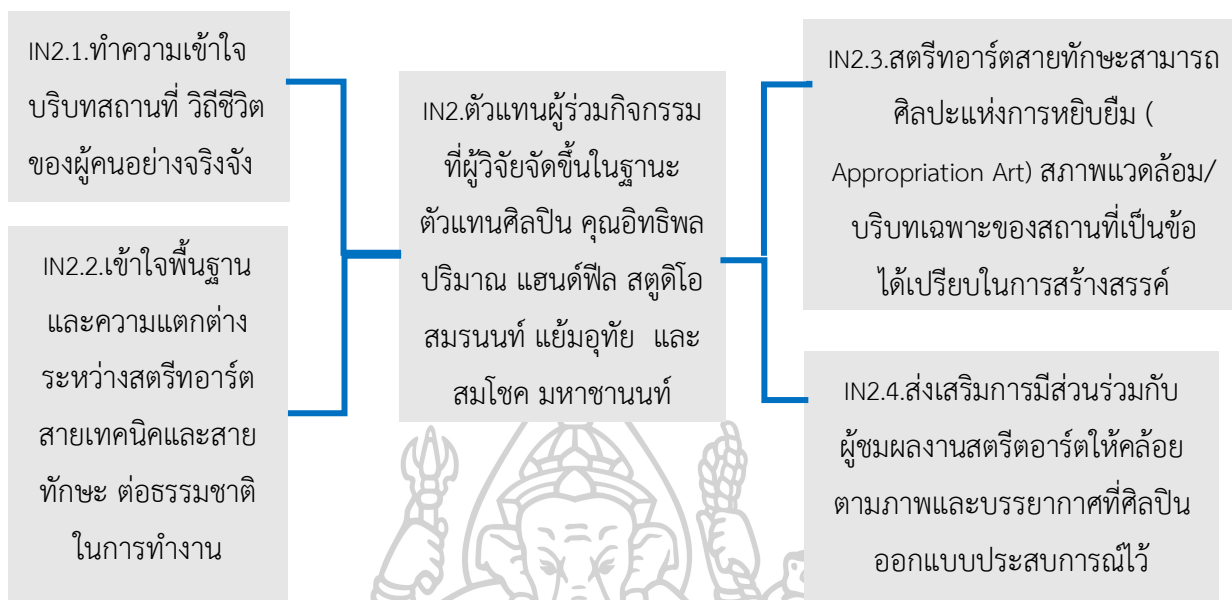 IN2.1.ทำความเข้าใจ
บริบทสถานที่ วิถีชีวิต
ของผู้คนอย่างจริงจัง
IN2.2.เข้าใจพื้นฐาน
และความแตกต่าง
ระหว่างสตรีทอาร์ต
สายเทคนิคและสาย
ทักษะ ต่อธรรมชาติ
ในการทำงาน
IN2.ตัวแทนผู้ร่วมกิจกรรม
ที่ผู้วิจัยจัดขึ้นในฐานะ
ตัวแทนศิลปิน คุณอิทธิพล
ปริมาณ แฮนด์ฟีล สตูดิโอ
สมรนนท์ แย้มอุทัย และ
สมโชค มหาชานนท์
IN2.3.สตรีทอาร์ตสายทักษะสามารถ
ศิลปะแห่งการหยิบยืม (
Appropriation Art) สภาพแวดล้อม/
บริบทเฉพาะของสถานที่เป็นข้อ
ได้เปรียบในการสร้างสรรค์
IN2.4.ส่งเสริมการมีส่วนร่วมกับ
ผู้ชมผลงานสตรีตอาร์ตให้คล้อย
ตามภาพและบรรยากาศที่ศิลปิน
ออกแบบประสบการณ์ไว้